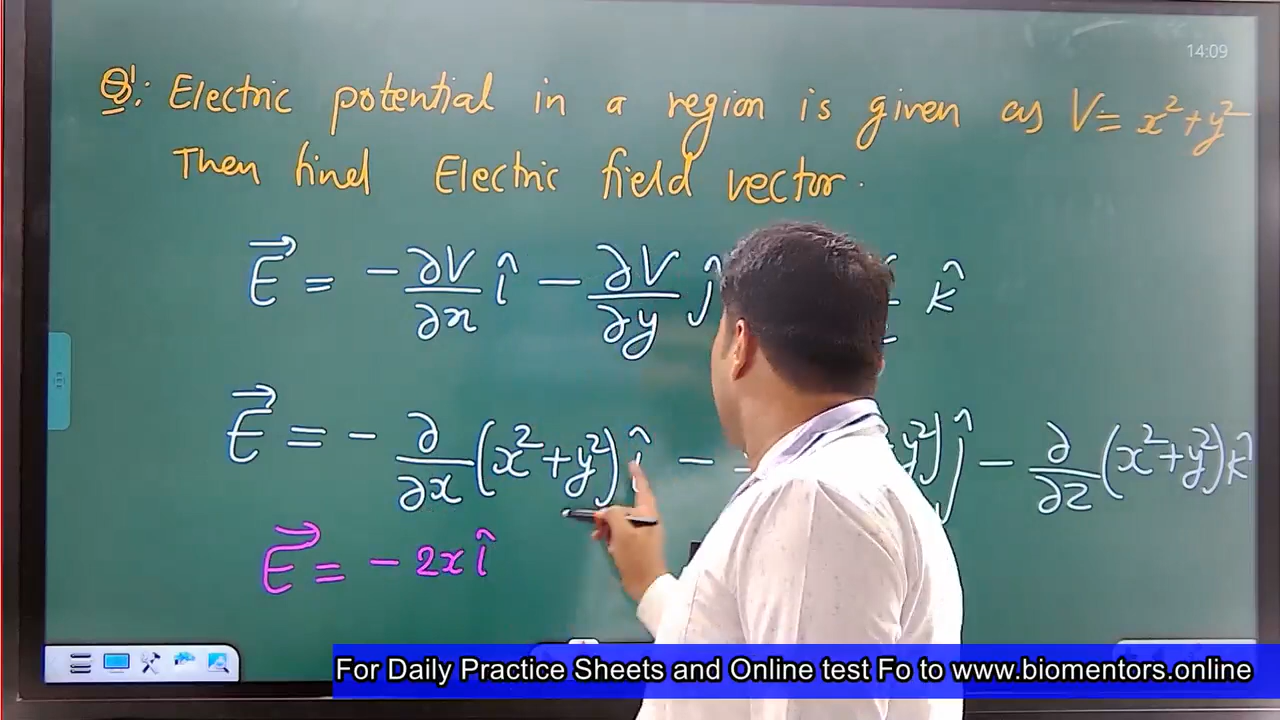 14:09
Q: Electric potential in a region is given as V = x² + y²
Then find Electric field vector.
E⃗ = - ∂V/∂x î - ∂V/∂y ĵ k̂
E⃗ = - ∂/∂x (x² + y²) î - y²) ĵ - ∂/∂z (x² + y²) k̂
E⃗ = - 2x î
For Daily Practice Sheets and Online test Fo to www.biomentors.online